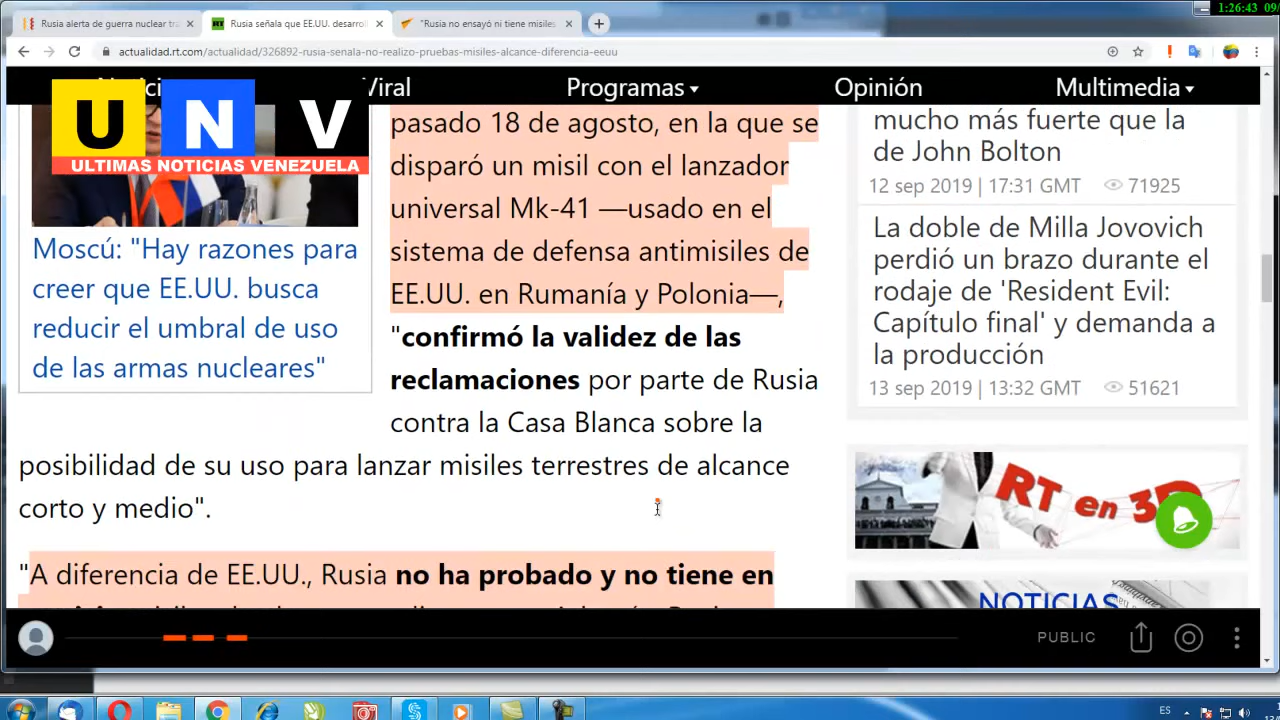 1:26:43 09/
Rusia alerta de guerra nuclear tra
Rusia señala que EE.UU. desarroll
"Rusia no ensayó ni tiene misiles
actualidad.rt.com/actualidad/326892-rusia-senala-no-realizo-pruebas-misiles-alcance-diferencia-eeuu
Viral
Programas
Opinión
Multimedia
U N V
ULTIMAS NOTICIAS VENEZUELA
Moscú: "Hay razones para
creer que EE.UU. busca
reducir el umbral de uso
de las armas nucleares"
pasado 18 de agosto, en la que se
disparó un misil con el lanzador
universal Mk-41 —usado en el
sistema de defensa antimisiles de
EE.UU. en Rumanía y Polonia—,
"confirmó la validez de las
reclamaciones por parte de Rusia
contra la Casa Blanca sobre la
posibilidad de su uso para lanzar misiles terrestres de alcance
corto y medio".
"A diferencia de EE.UU., Rusia no ha probado y no tiene en
mucho más fuerte que la
de John Bolton
12 sep 2019 | 17:31 GMT 71925
La doble de Milla Jovovich
perdió un brazo durante el
rodaje de 'Resident Evil:
Capítulo final' y demanda a
la producción
13 sep 2019 | 13:32 GMT 51621
RT en 3D
NOTICIAS
PUBLIC
ES